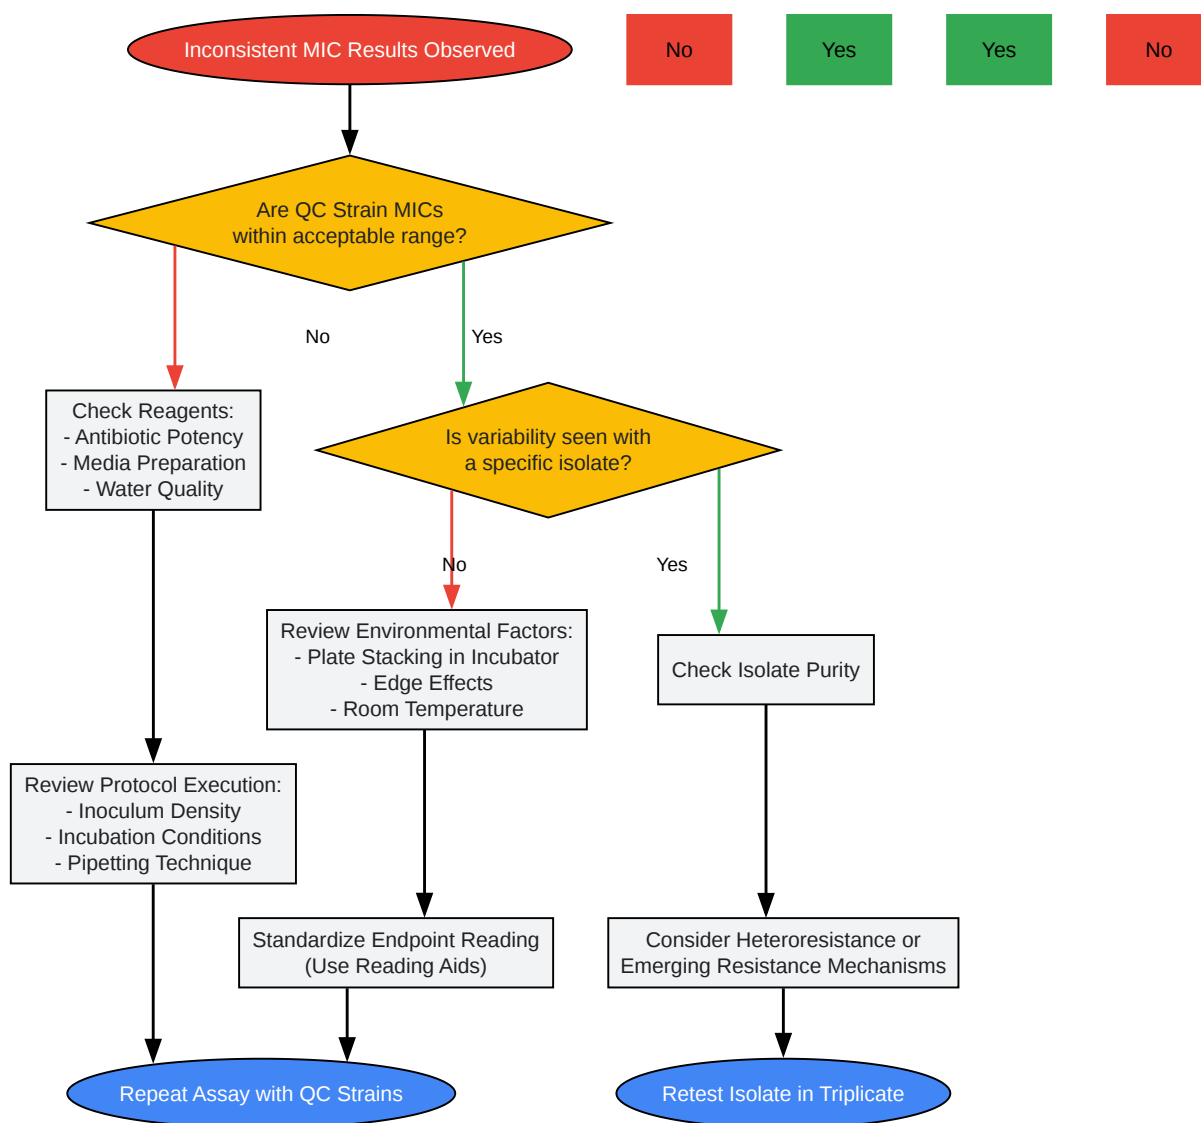 Inconsistent MIC Results Observed
No
Yes
Yes
No
Are QC Strain MICs
within acceptable range?
No
Yes
Check Reagents:
- Antibiotic Potency
- Media Preparation
- Water Quality
Is variability seen with
a specific isolate?
No
Yes
Review Environmental Factors:
- Plate Stacking in Incubator
- Edge Effects
- Room Temperature
Check Isolate Purity
Review Protocol Execution:
- Inoculum Density
- Incubation Conditions
- Pipetting Technique
Standardize Endpoint Reading
(Use Reading Aids)
Consider Heteroresistance or
Emerging Resistance Mechanisms
Repeat Assay with QC Strains
Retest Isolate in Triplicate